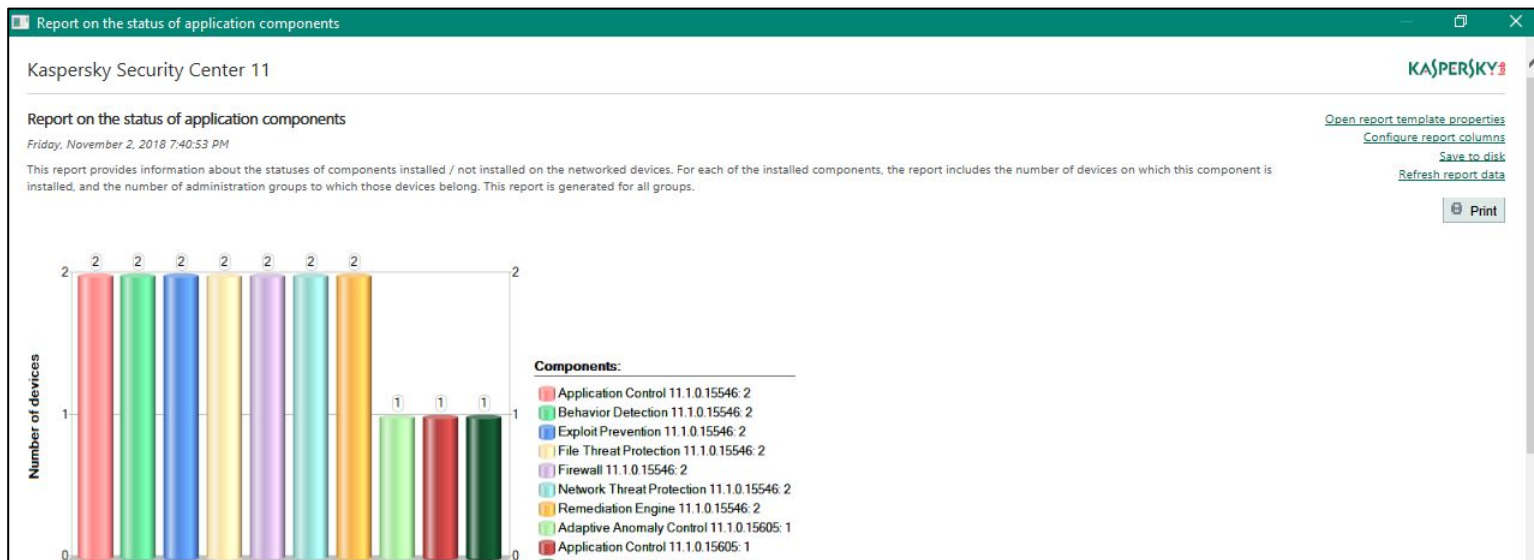 Report on the status of application components
Kaspersky Security Center 11
KASPERSKY lab
Report on the status of application components
Friday, November 2, 2018 7:40:53 PM
This report provides information about the statuses of components installed / not installed on the networked devices. For each of the installed components, the report includes the number of devices on which this component is
installed, and the number of administration groups to which those devices belong. This report is generated for all groups.
Open report template properties
Configure report columns
Save to disk
Refresh report data
Print
2 2 2 2 2 2 2
2 2
1 1 1
1 1
0 0
Number of devices
Components:
Application Control 11.1.0.15546: 2
Behavior Detection 11.1.0.15546: 2
Exploit Prevention 11.1.0.15546: 2
File Threat Protection 11.1.0.15546: 2
Firewall 11.1.0.15546: 2
Network Threat Protection 11.1.0.15546: 2
Remediation Engine 11.1.0.15546: 2
Adaptive Anomaly Control 11.1.0.15605: 1
Application Control 11.1.0.15605: 1